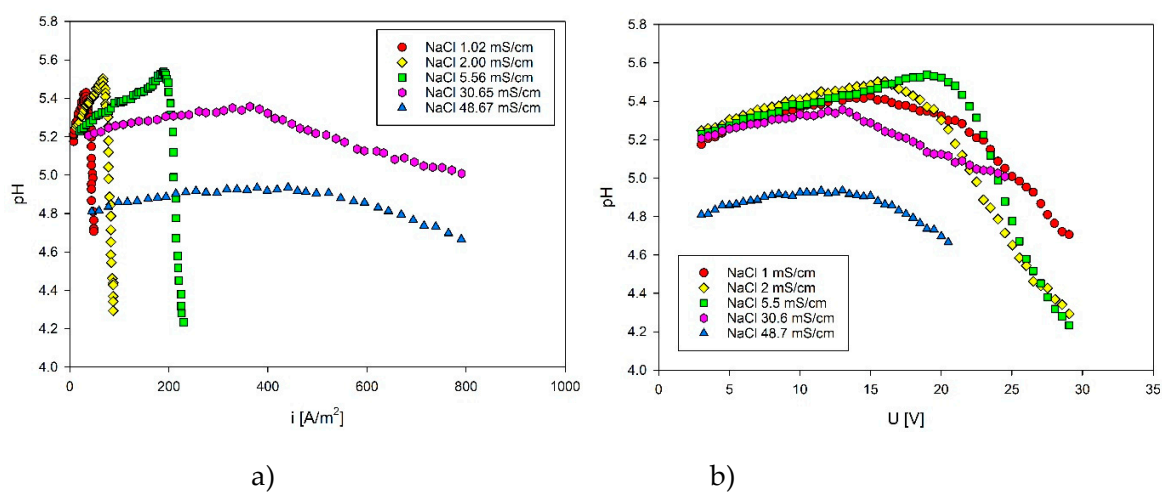 5.8
5.6
5.4
5.2
5.0
4.8
4.6
4.4
4.2
4.0
pH
0 200 400 600 800 1000
i [A/m²]
NaCl 1.02 mS/cm
NaCl 2.00 mS/cm
NaCl 5.56 mS/cm
NaCl 30.65 mS/cm
NaCl 48.67 mS/cm
a)
5.8
5.6
5.4
5.2
5.0
4.8
4.6
4.4
4.2
4.0
pH
0 5 10 15 20 25 30 35
U [V]
NaCl 1 mS/cm
NaCl 2 mS/cm
NaCl 5.5 mS/cm
NaCl 30.6 mS/cm
NaCl 48.7 mS/cm
b)